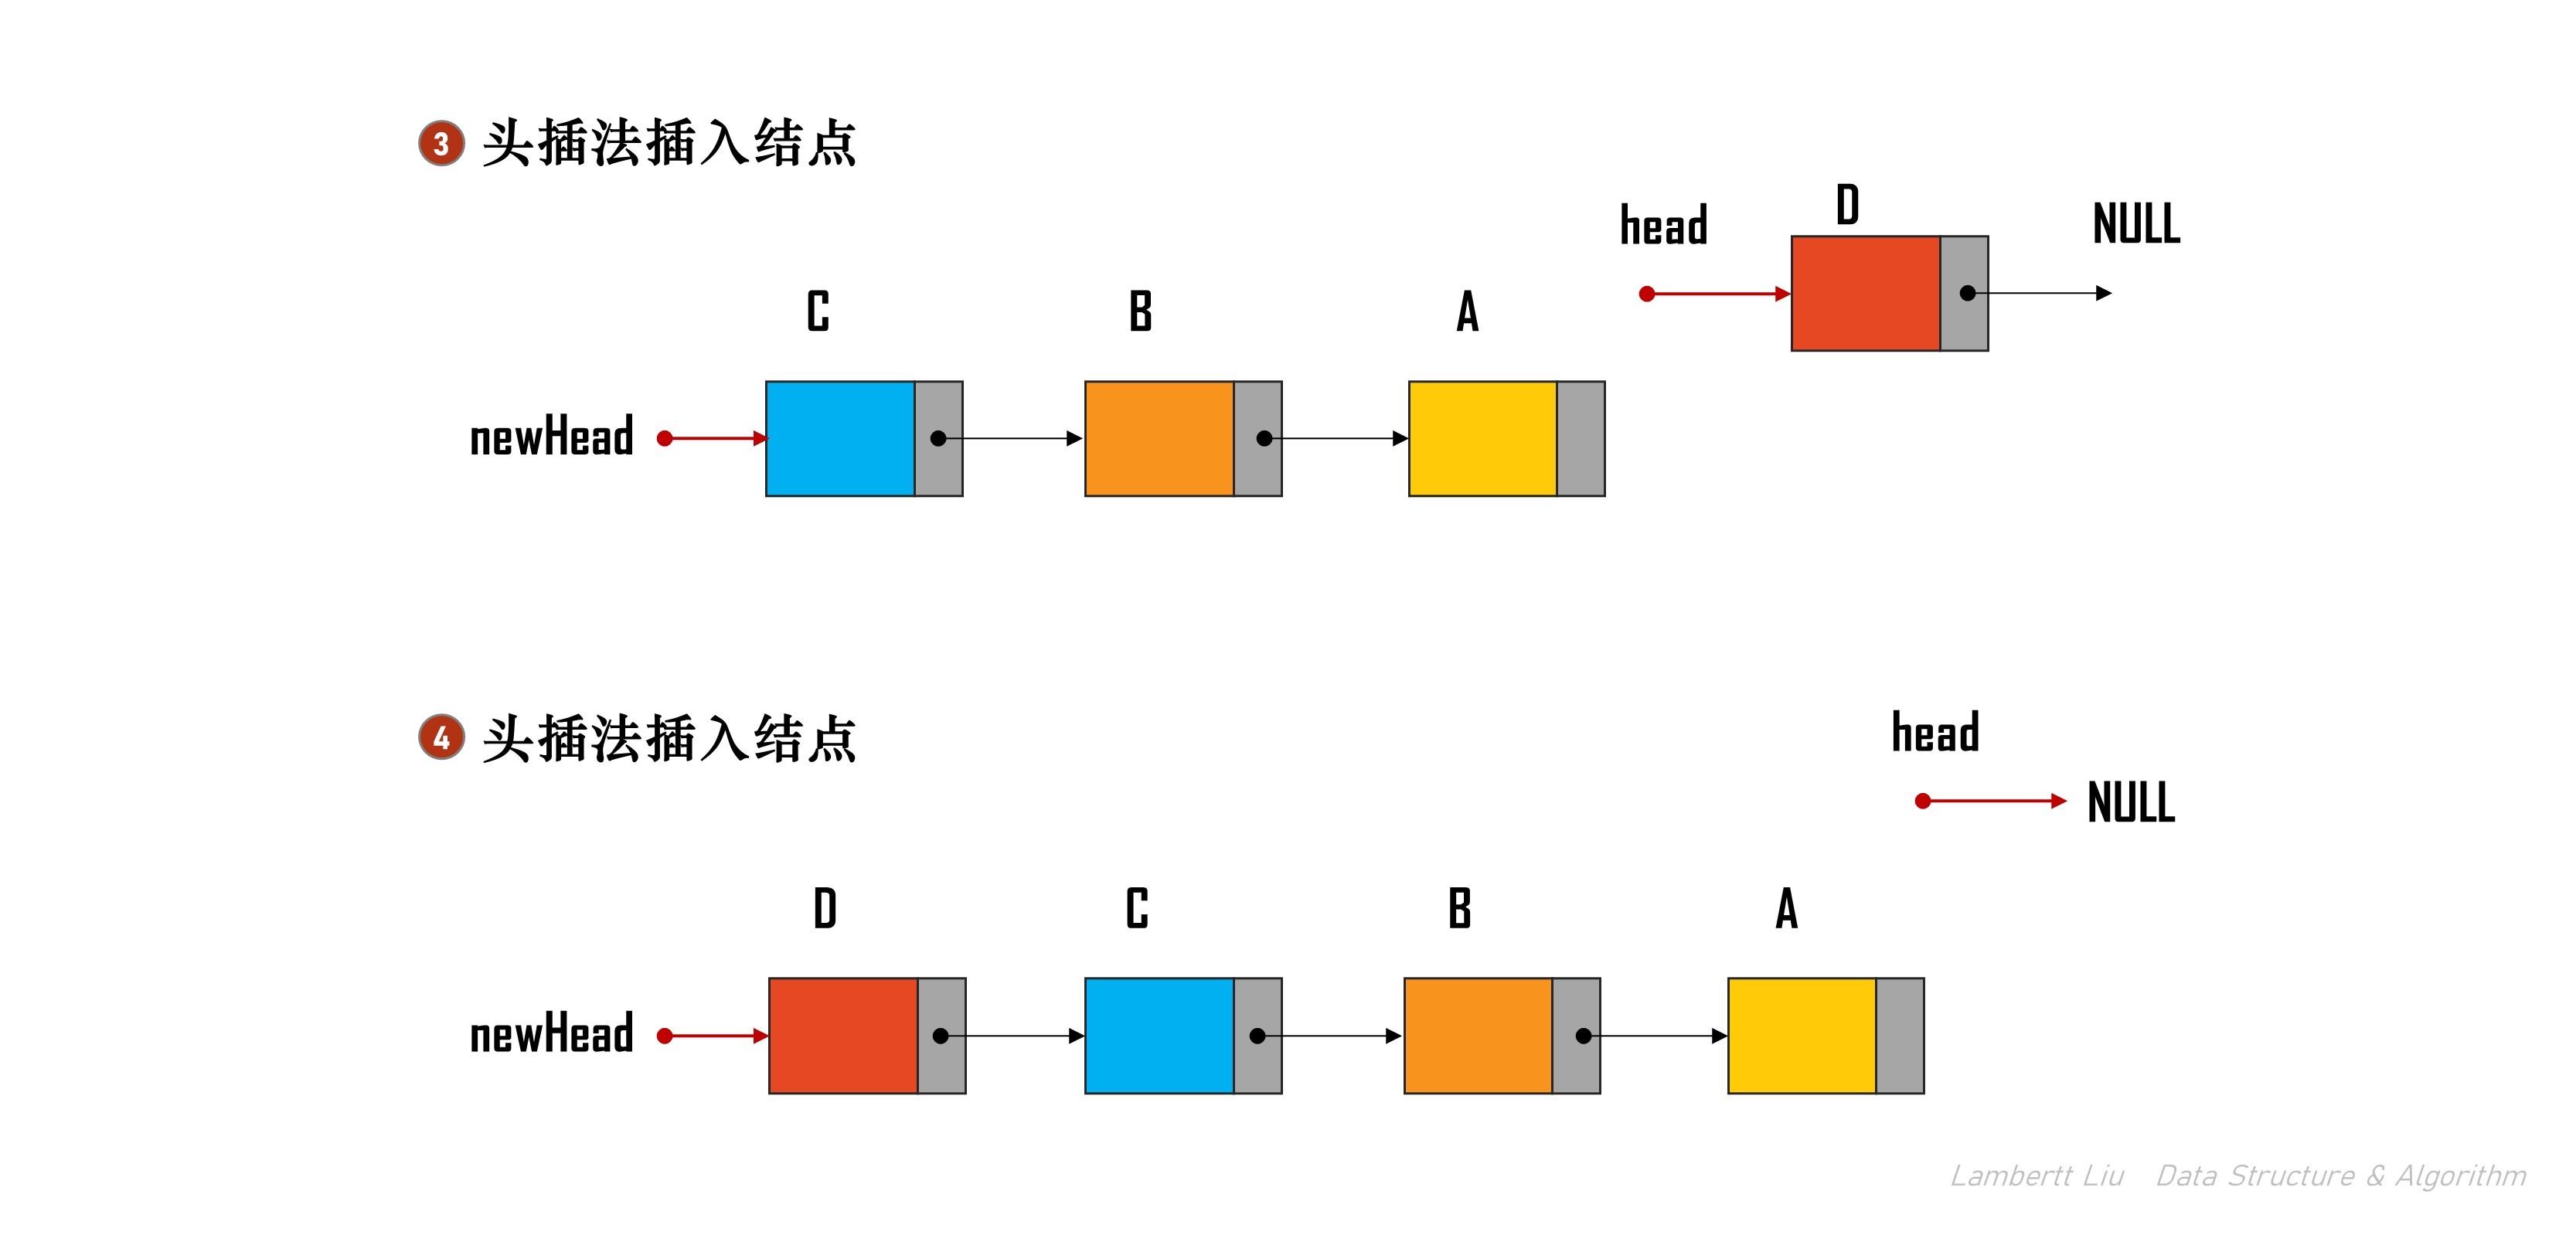 3 头插法插入结点
head D NULL
C B A
newHead
4 头插法插入结点
head
NULL
D C B A
newHead
Lambertt Liu Data Structure & Algorithm